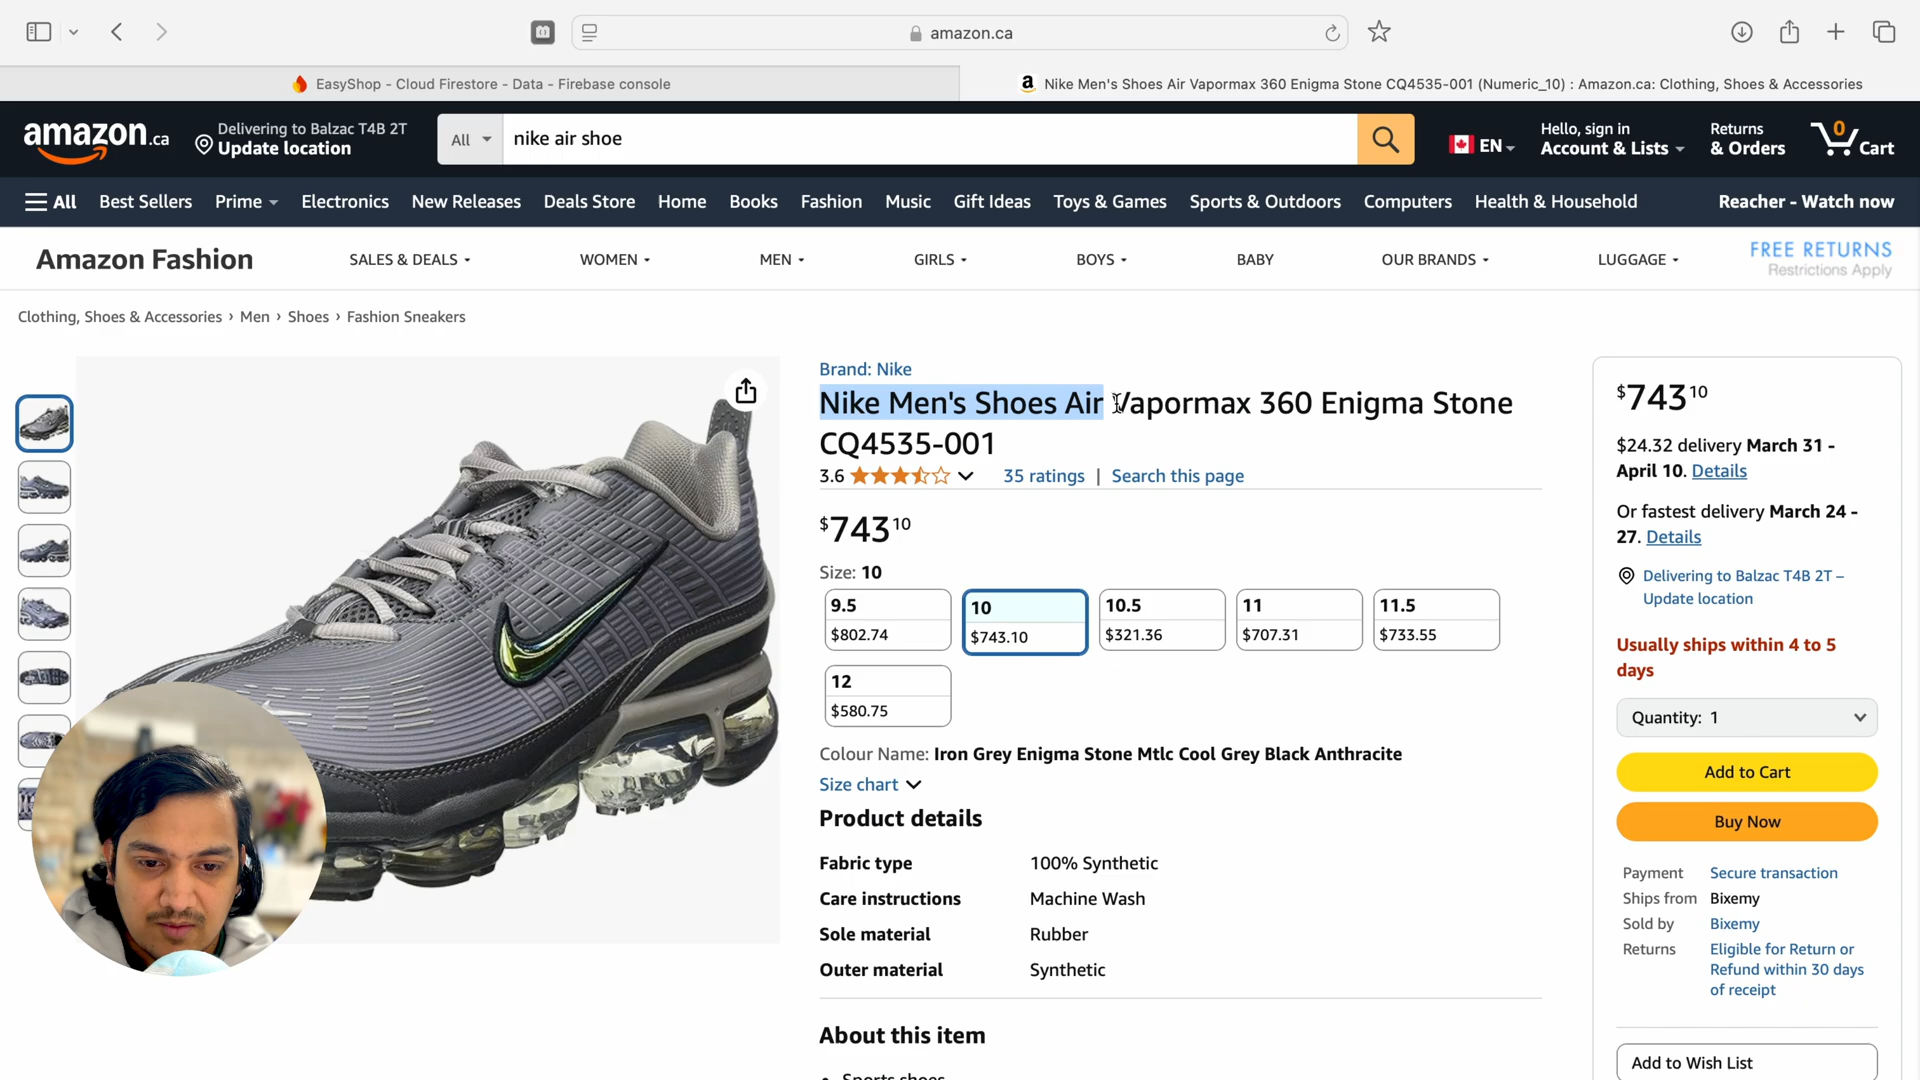 amazon.ca
EasyShop - Cloud Firestore - Data - Firebase console
Nike Men's Shoes Air Vapormax 360 Enigma Stone CQ4535-001 (Numeric_10) : Amazon.ca: Clothing, Shoes & Accessories
amazon.ca
Delivering to Balzac T4B 2T
Update location
All
nike air shoe
EN
Hello, sign in
Account & Lists
Returns
& Orders
0
Cart
All
Best Sellers
Prime
Electronics
New Releases
Deals Store
Home
Books
Fashion
Music
Gift Ideas
Toys & Games
Sports & Outdoors
Computers
Health & Household
Reacher - Watch now
Amazon Fashion
SALES & DEALS
WOMEN
MEN
GIRLS
BOYS
BABY
OUR BRANDS
LUGGAGE
FREE RETURNS
Restrictions Apply
Clothing, Shoes & Accessories › Men › Shoes › Fashion Sneakers
Brand: Nike
Nike Men's Shoes Air Vapormax 360 Enigma Stone
CQ4535-001
3.6
35 ratings | Search this page
$743 10
Size: 10
9.5
$802.74
10
$743.10
10.5
$321.36
11
$707.31
11.5
$733.55
12
$580.75
Colour Name: Iron Grey Enigma Stone Mtlc Cool Grey Black Anthracite
Size chart
Product details
Fabric type 100% Synthetic
Care instructions Machine Wash
Sole material Rubber
Outer material Synthetic
About this item
Sports shoes
$743 10
$24.32 delivery March 31 -
April 10. Details
Or fastest delivery March 24 -
27. Details
Delivering to Balzac T4B 2T –
Update location
Usually ships within 4 to 5
days
Quantity: 1
Add to Cart
Buy Now
Payment Secure transaction
Ships from Bixemy
Sold by Bixemy
Returns Eligible for Return or
Refund within 30 days
of receipt
Add to Wish List